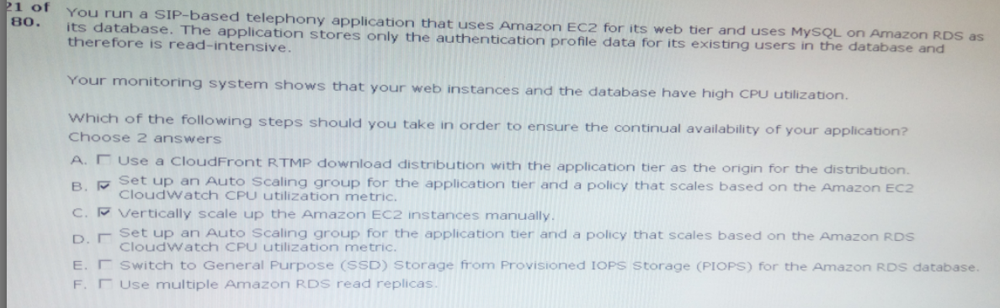 21 of
80.
You run a SIP-based telephony application that uses Amazon EC2 for its web tier and uses MySQL on Amazon RDS as
its database. The application stores only the authentication profile data for its existing users in the database and
therefore is read-intensive.
Your monitoring system shows that your web instances and the database have high CPU utilization.
Which of the following steps should you take in order to ensure the continual availability of your application?
Choose 2 answers
A. Use a CloudFront RTMP download distribution with the application tier as the origin for the distribution.
B. Set up an Auto Scaling group for the application tier and a policy that scales based on the Amazon EC2
CloudWatch CPU utilization metric.
C. Vertically scale up the Amazon EC2 instances manually.
D. Set up an Auto Scaling group for the application tier and a policy that scales based on the Amazon RDS
CloudWatch CPU utilization metric.
E. Switch to General Purpose (SSD) Storage from Provisioned IOPS Storage (PIOPS) for the Amazon RDS database.
F. Use multiple Amazon RDS read replicas.